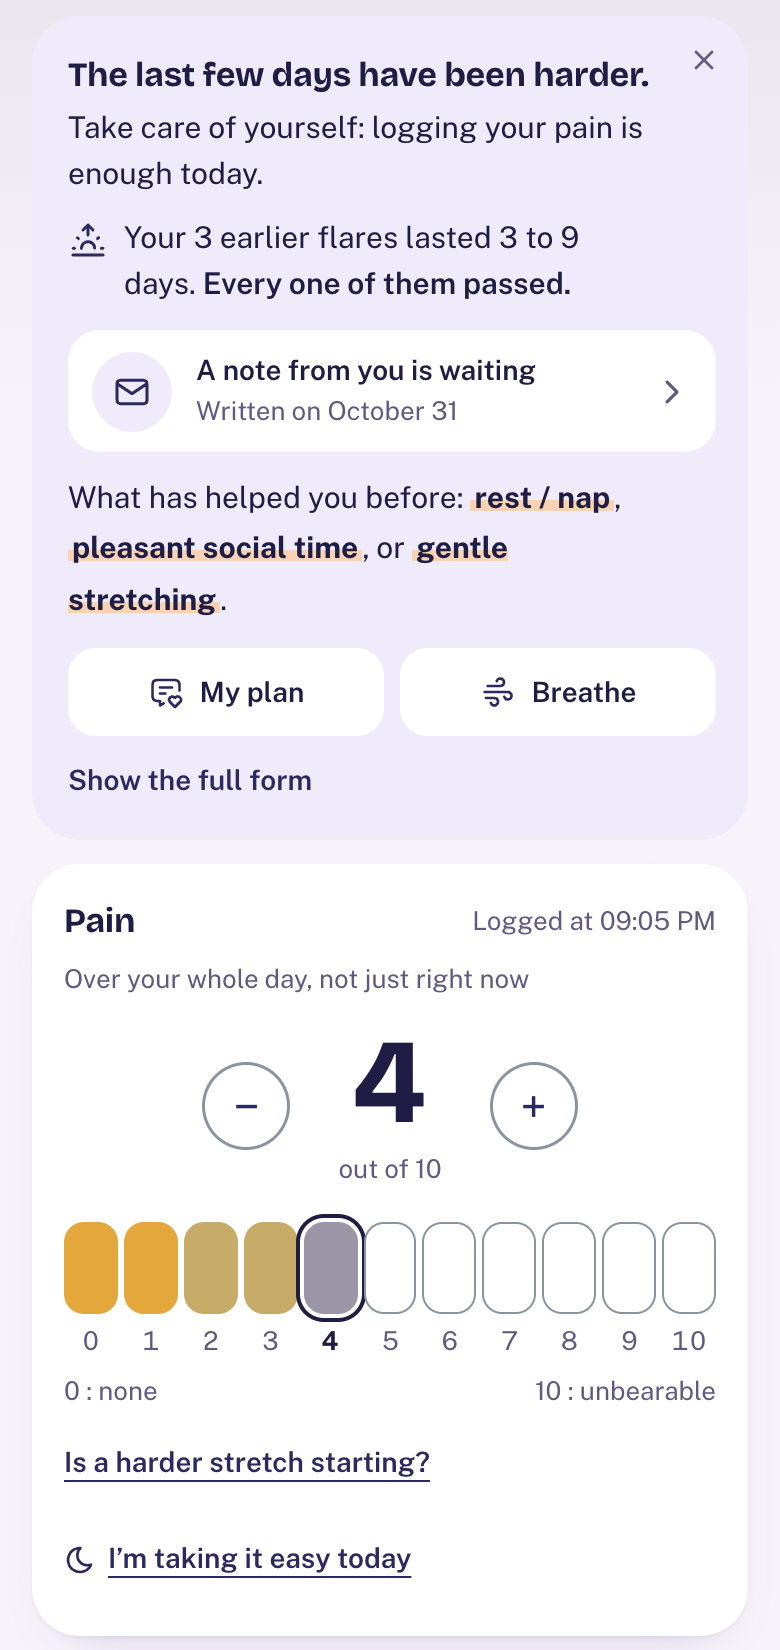 The last few days have been harder.
Take care of yourself: logging your pain is
enough today.
Your 3 earlier flares lasted 3 to 9
days. Every one of them passed.
A note from you is waiting
Written on October 31
What has helped you before: rest / nap,
pleasant social time, or gentle
stretching.
My plan
Breathe
Show the full form
Pain
Logged at 09:05 PM
Over your whole day, not just right now
−
4
+
out of 10
0 1 2 3 4 5 6 7 8 9 10
0 : none
10 : unbearable
Is a harder stretch starting?
I’m taking it easy today